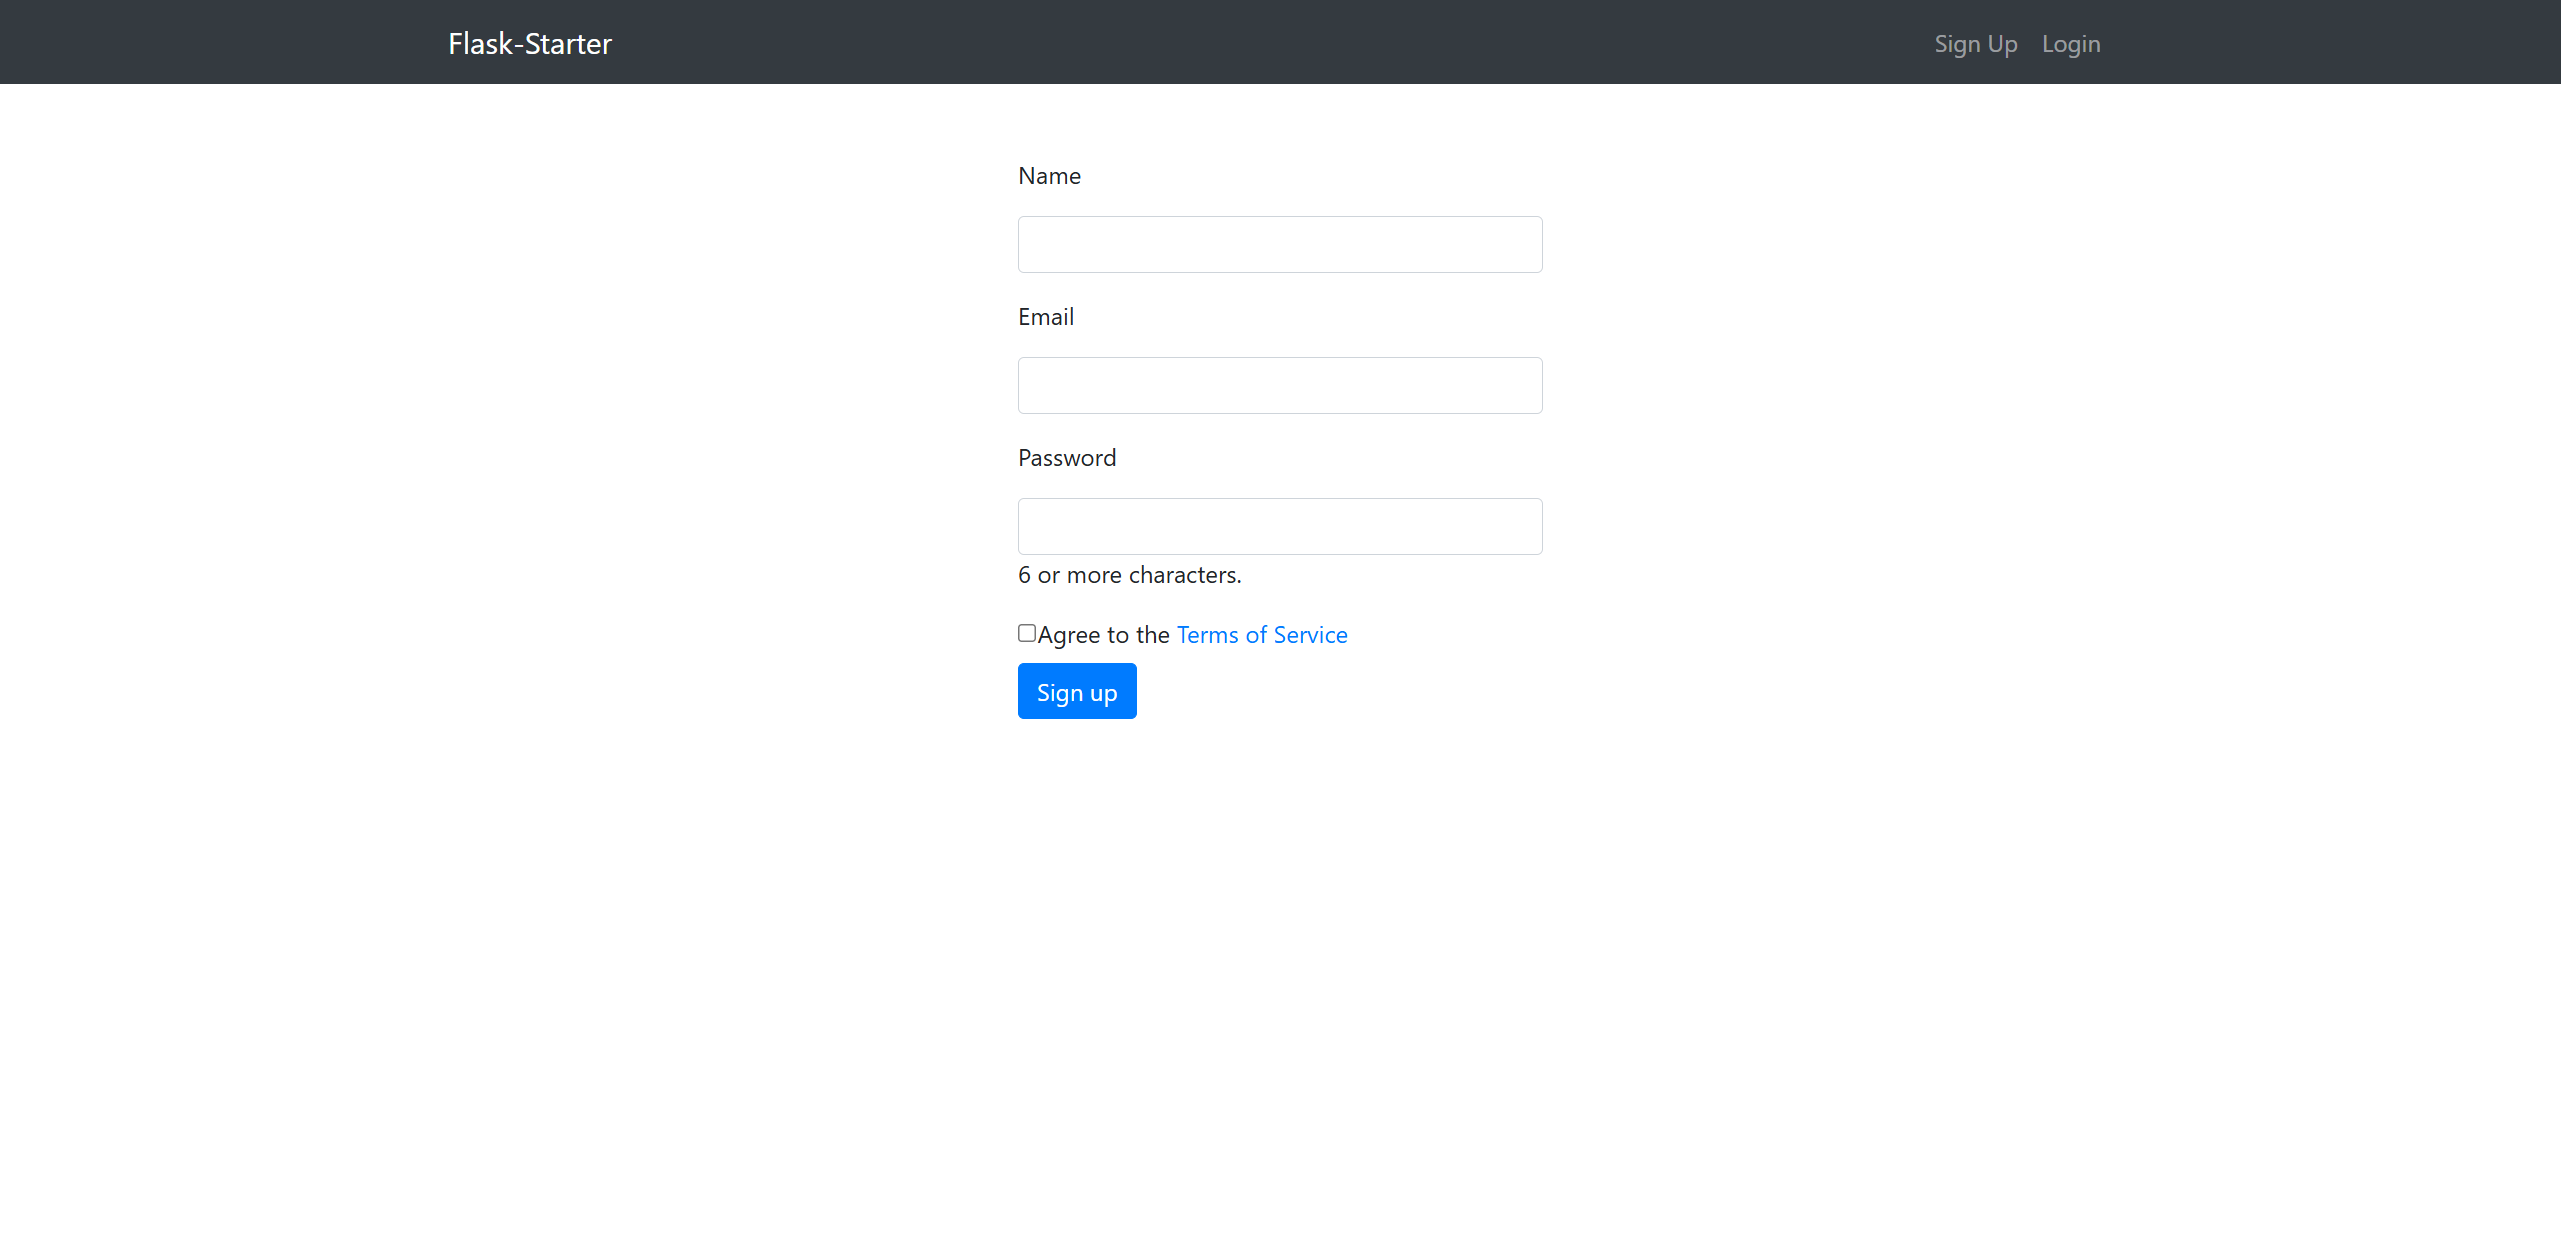 Flask-Starter Sign Up Login
Name
Email
Password
6 or more characters.
Agree to the Terms of Service
Sign up